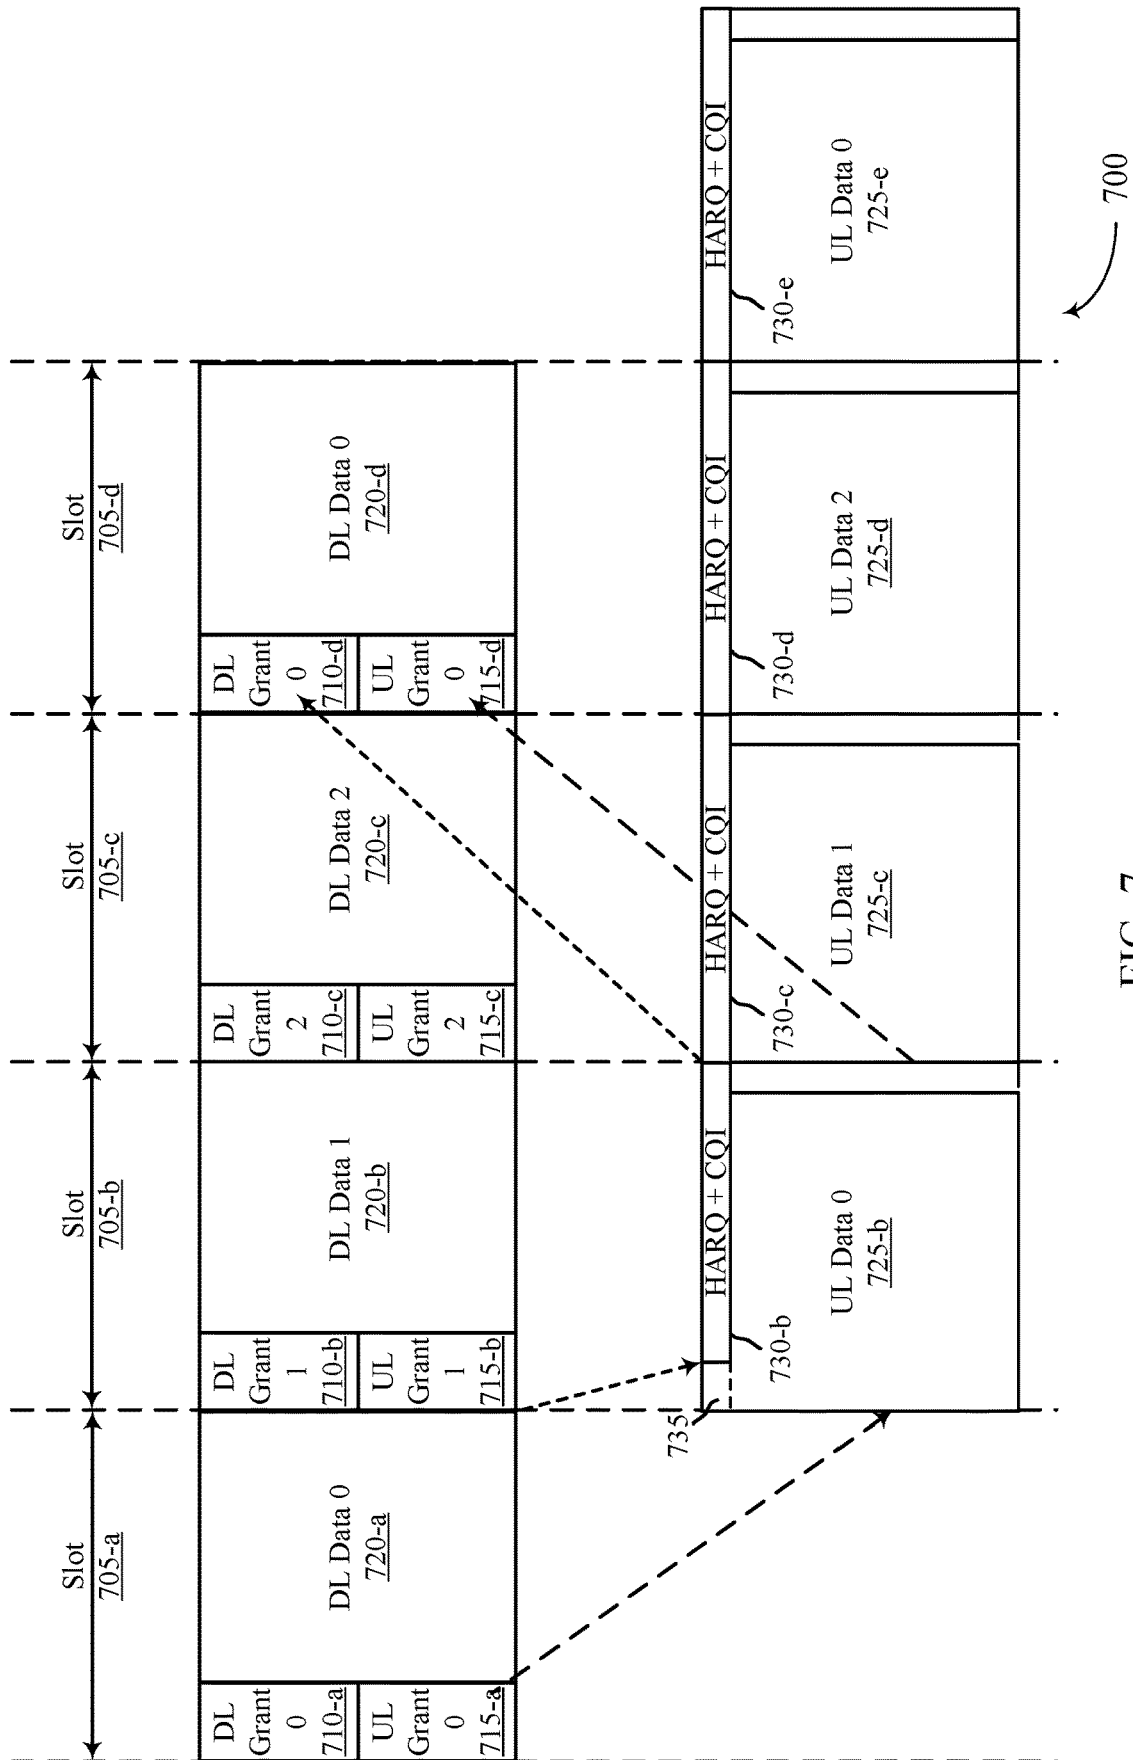 Slot
705-a
Slot
705-b
Slot
705-c
Slot
705-d
DL
Grant
0
710-a
UL
Grant
0
715-a
DL Data 0
720-a
DL
Grant
1
710-b
UL
Grant
1
715-b
DL Data 1
720-b
DL
Grant
2
710-c
UL
Grant
2
715-c
DL Data 2
720-c
DL
Grant
0
710-d
UL
Grant
0
715-d
DL Data 0
720-d
735
HARQ + CQI
730-b
UL Data 0
725-b
HARQ + CQI
730-c
UL Data 1
725-c
HARQ + CQI
730-d
UL Data 2
725-d
HARQ + CQI
730-e
UL Data 0
725-e
700
FIG. 7